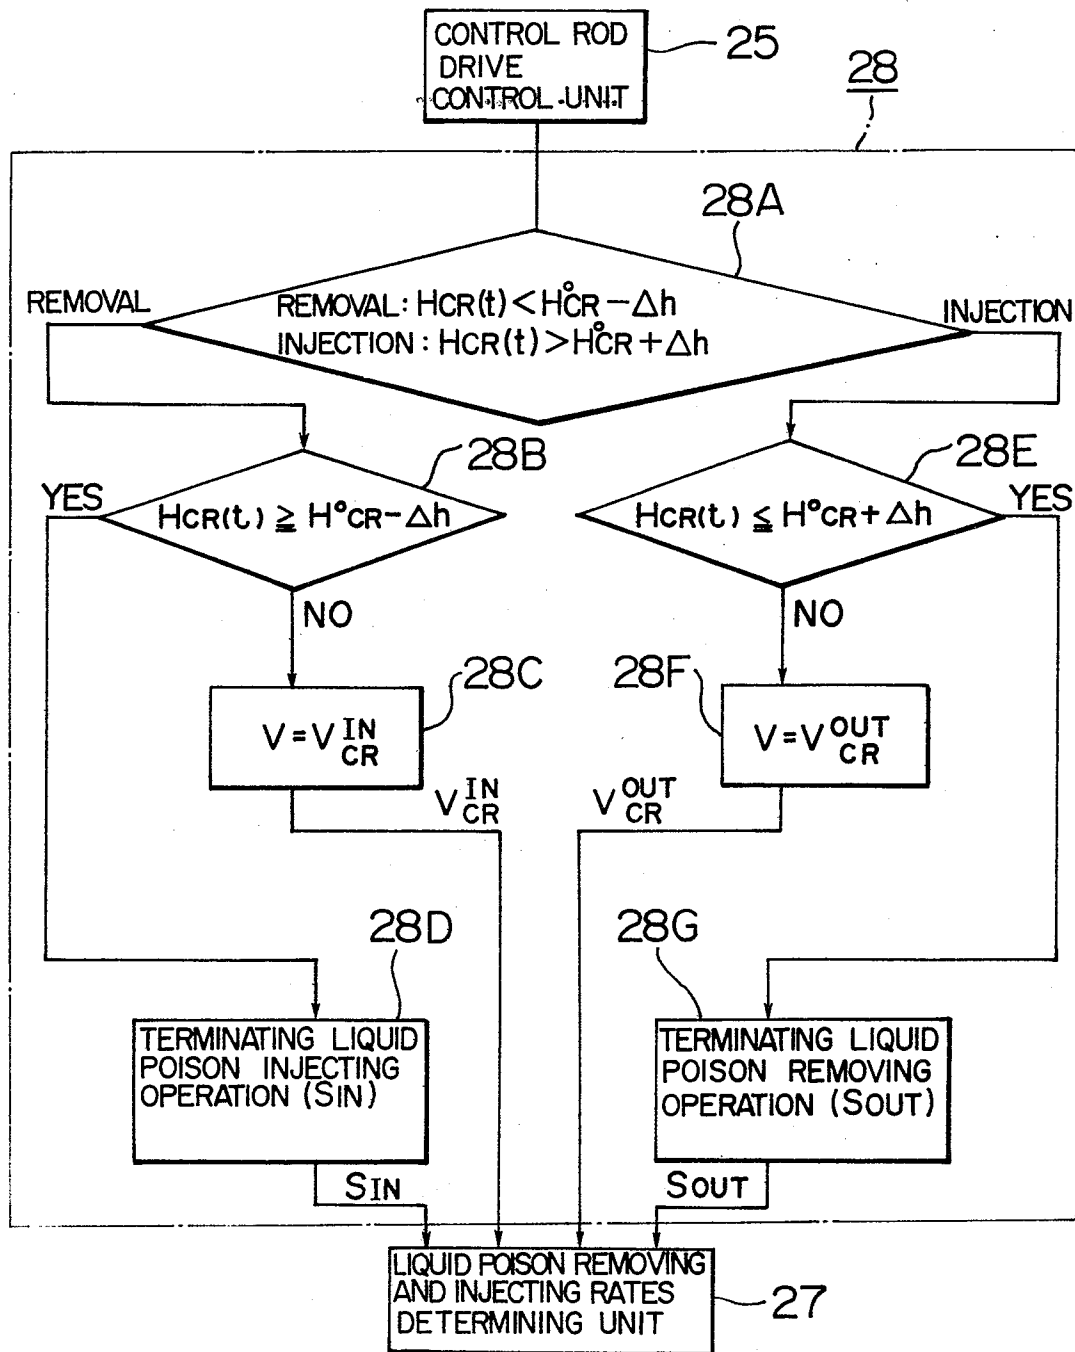 CONTROL ROD
DRIVE
CONTROL UNIT
25
28
28A
REMOVAL
REMOVAL: HCR(t) < H°CR − Δh
INJECTION: HCR(t) > H°CR + Δh
INJECTION
28B
28E
YES
HCR(t) ≧ H°CR − Δh
HCR(t) ≦ H°CR + Δh
YES
NO
NO
28C
28F
V = V IN CR
V = V OUT CR
V IN CR
V OUT CR
28D
28G
TERMINATING LIQUID
POISON INJECTING
OPERATION (SIN)
TERMINATING LIQUID
POISON REMOVING
OPERATION (SOUT)
SIN
SOUT
LIQUID POISON REMOVING
AND INJECTING RATES
DETERMINING UNIT
27